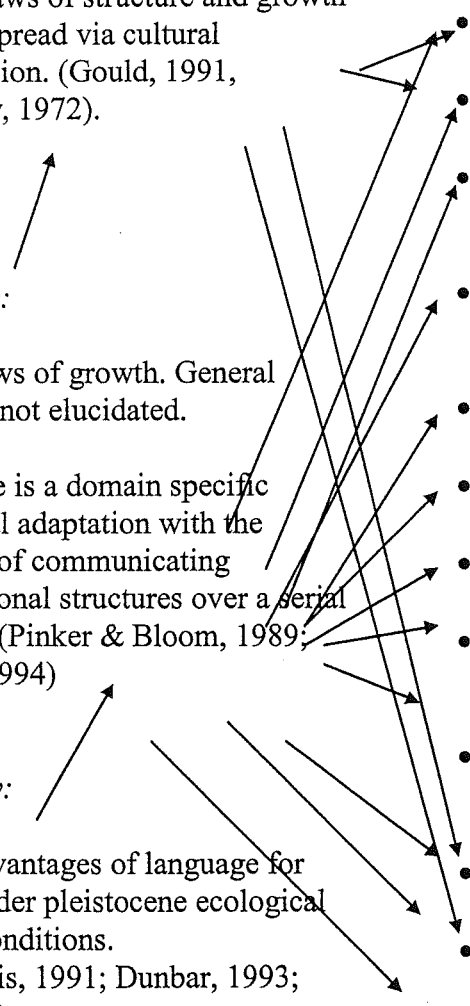 ws of structure and growth
pread via cultural
ion. (Gould, 1991,
, 1972).
:
ws of growth. General
not elucidated.
e is a domain specific
l adaptation with the
of communicating
onal structures over a serial
(Pinker & Bloom, 1989;
994)
:
vantages of language for
der pleistocene ecological
onditions.
is, 1991; Dunbar, 1993;